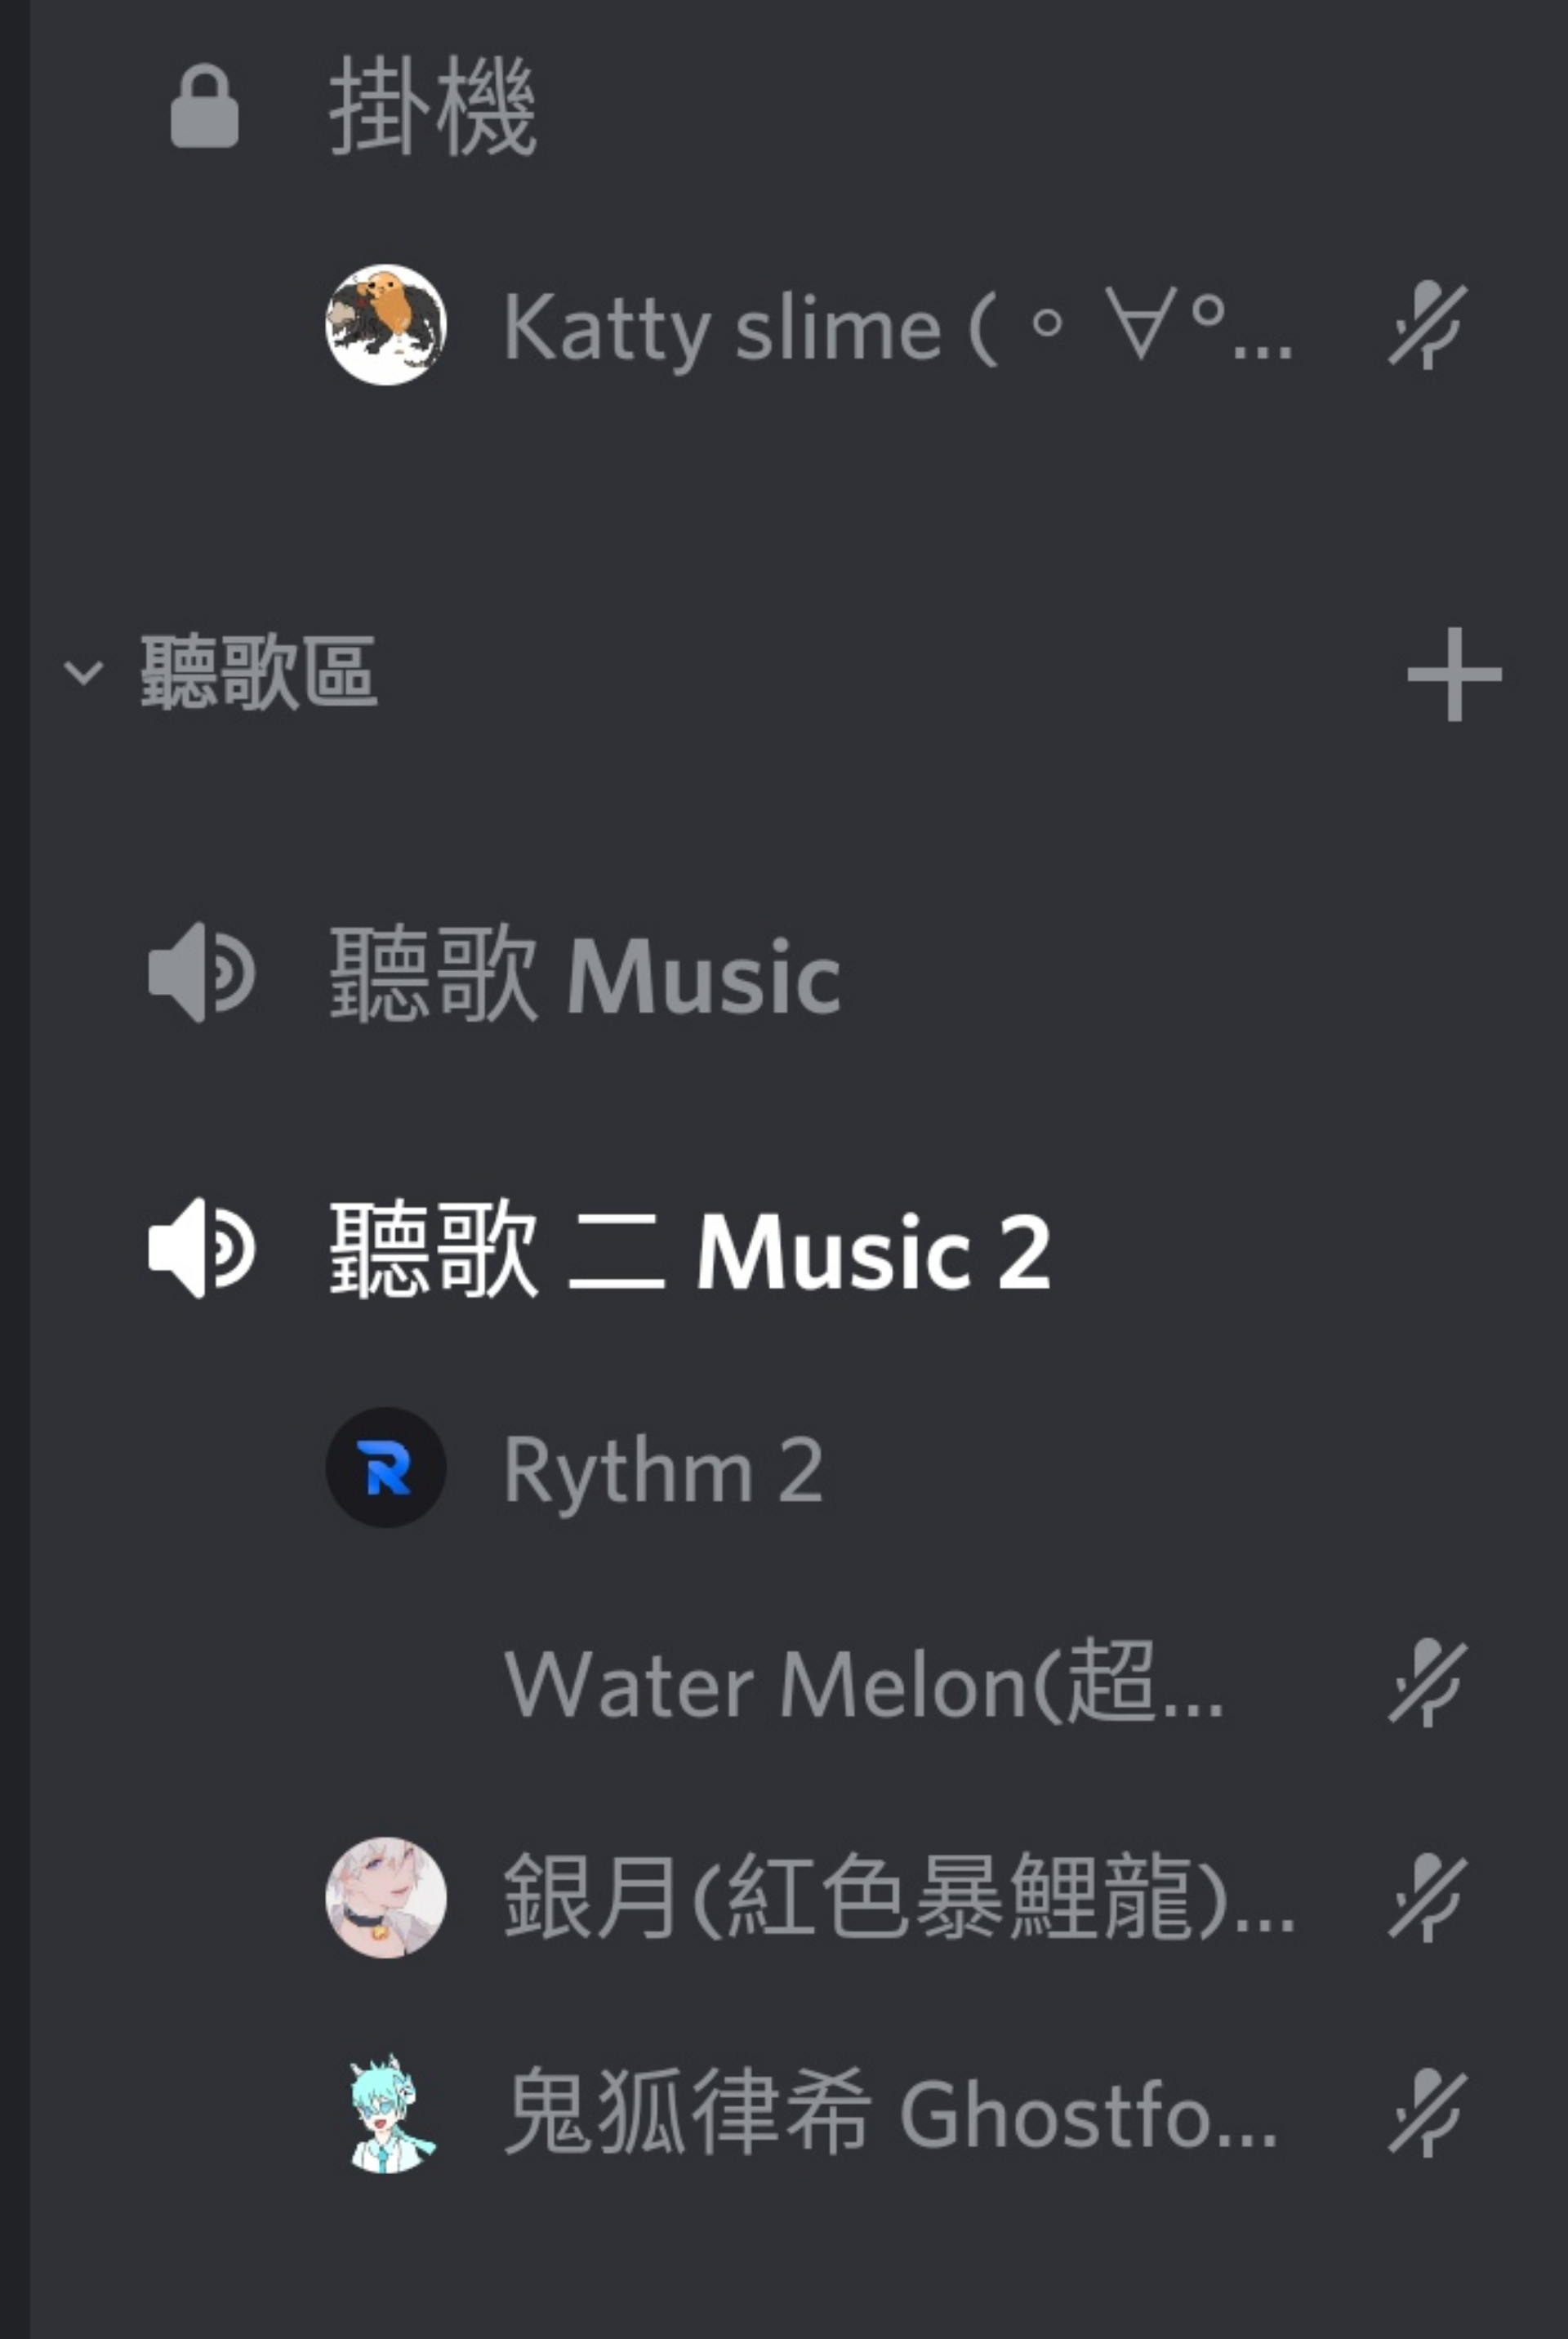 掛機
Katty slime ( ◦ ∀°...
聽歌區
聽歌 Music
聽歌 二 Music 2
Rythm 2
Water Melon(超...
銀月(紅色暴鯉龍)...
鬼狐律希 Ghostfo...